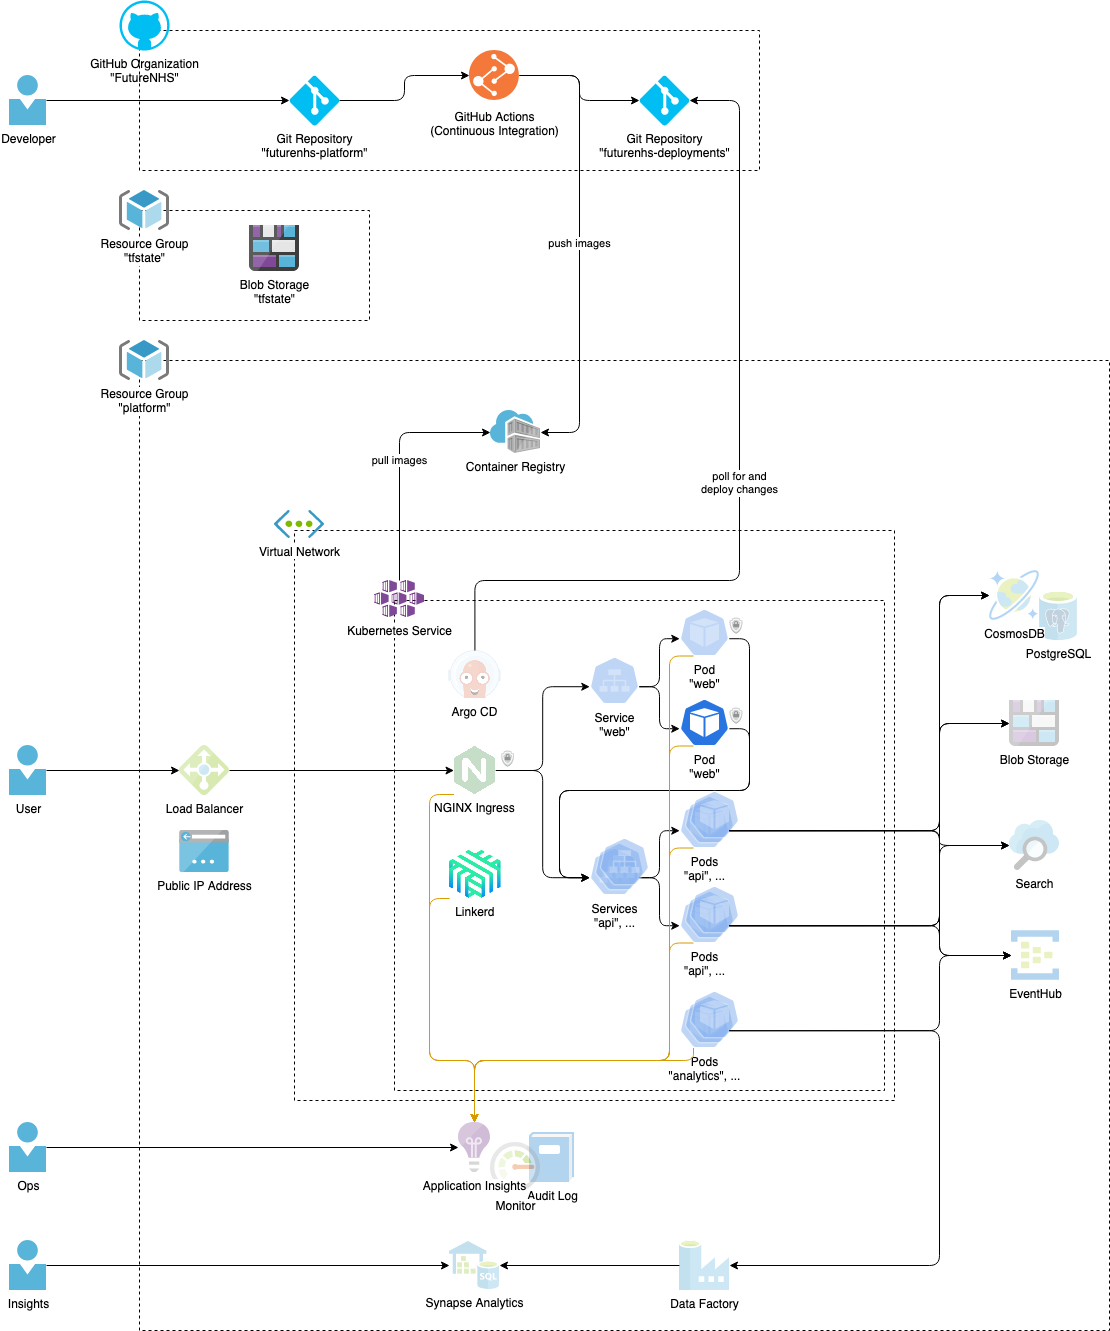 GitHub Organization
"FutureNHS"
Developer
Git Repository
"futurenhs-platform"
GitHub Actions
(Continuous Integration)
Git Repository
"futurenhs-deployments"
Resource Group
"tfstate"
Blob Storage
"tfstate"
push images
Resource Group
"platform"
pull images
Container Registry
poll for and
deploy changes
Virtual Network
Kubernetes Service
CosmosDB
PostgreSQL
Argo CD
Service
"web"
Pod
"web"
Pod
"web"
Blob Storage
User
Load Balancer
NGINX Ingress
Public IP Address
Linkerd
Services
"api", ...
Pods
"api", ...
Search
Pods
"api", ...
EventHub
Pods
"analytics", ...
Ops
Application Insights
Monitor
Audit Log
Insights
SQL
Synapse Analytics
Data Factory